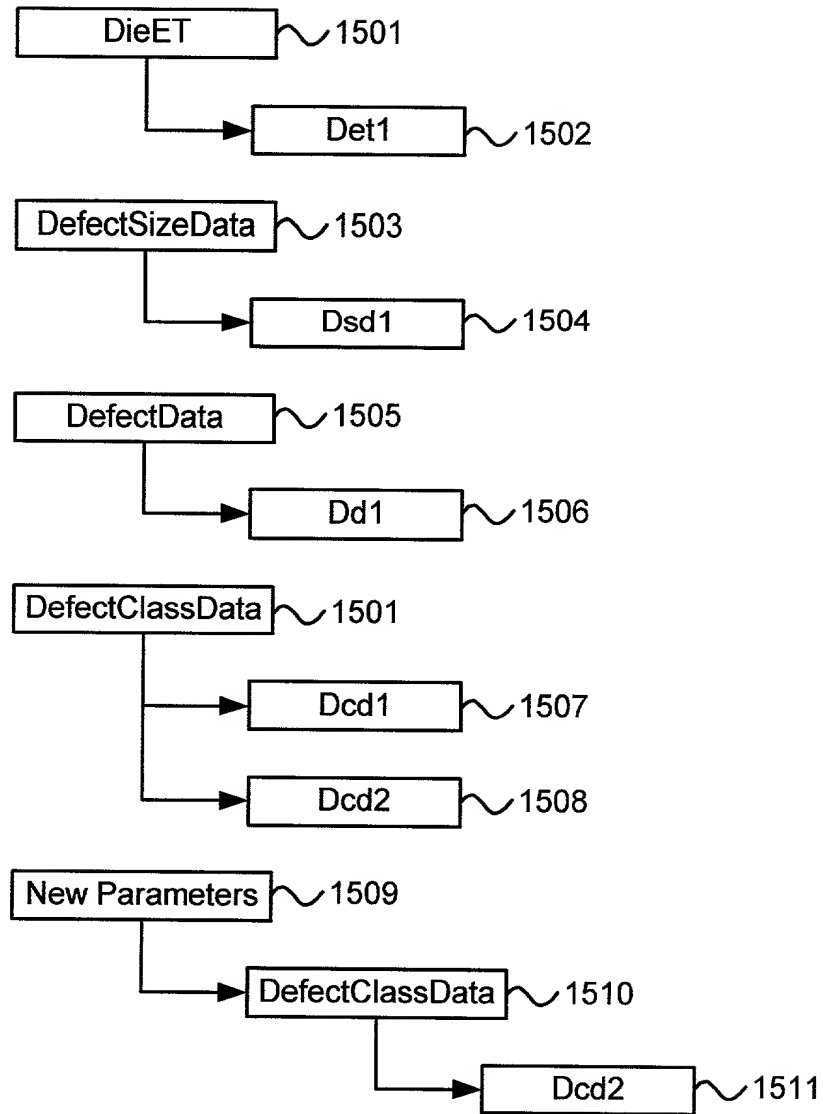 DieET 1501
Det1 1502
DefectSizeData 1503
Dsd1 1504
DefectData 1505
Dd1 1506
DefectClassData 1501
Dcd1 1507
Dcd2 1508
New Parameters 1509
DefectClassData 1510
Dcd2 1511